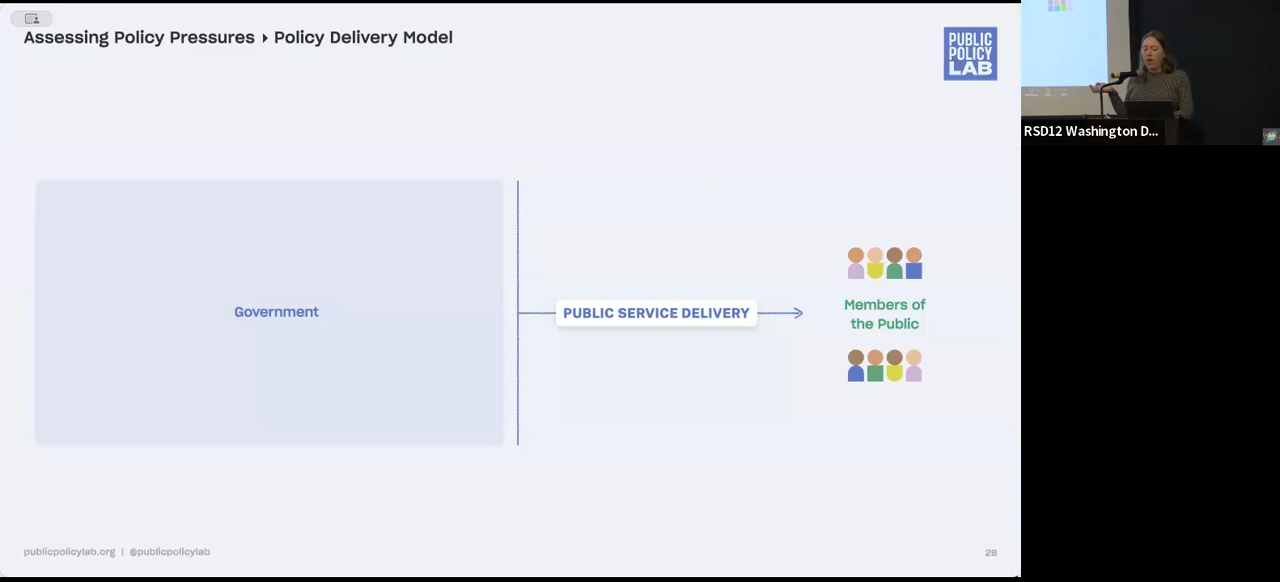 Assessing Policy Pressures ▸ Policy Delivery Model
PUBLIC
POLICY
LAB
Government
PUBLIC SERVICE DELIVERY
Members of
the Public
publicpolicylab.org | @publicpolicylab
28
RSD12 Washington D...